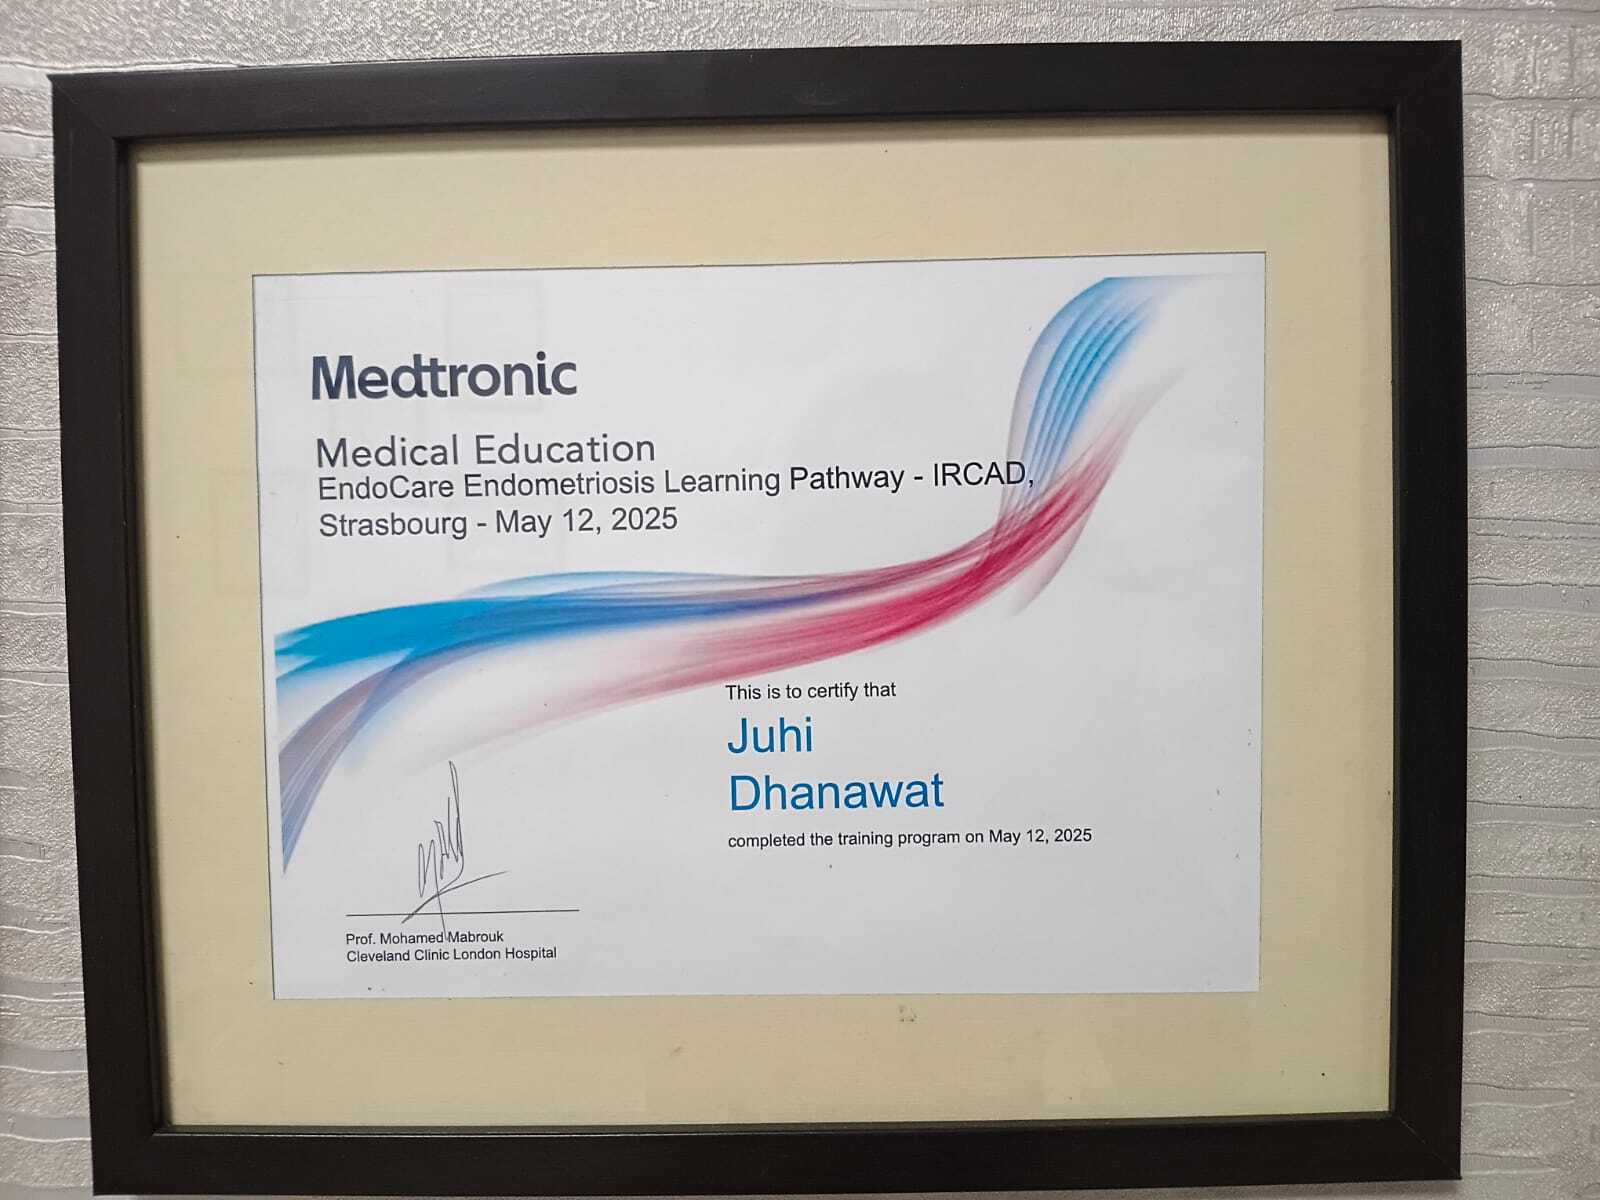 Medtronic
Medical Education
EndoCare Endometriosis Learning Pathway - IRCAD,
Strasbourg - May 12, 2025
This is to certify that
Juhi
Dhanawat
completed the training program on May 12, 2025
Prof. Mohamed Mabrouk
Cleveland Clinic London Hospital